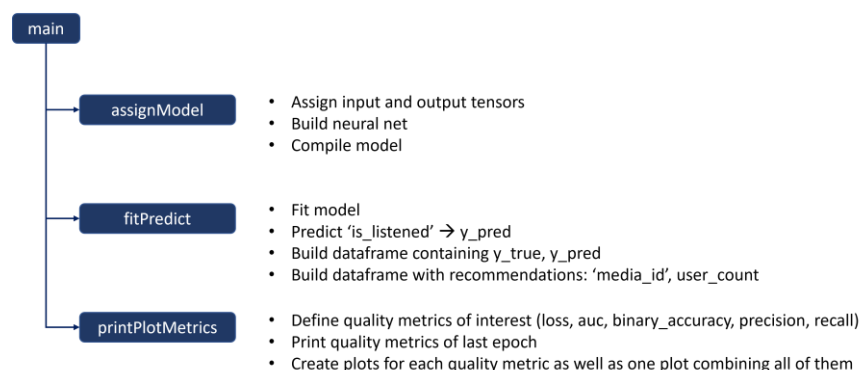 main
assignModel
• Assign input and output tensors
• Build neural net
• Compile model
fitPredict
• Fit model
• Predict ‘is_listened’ → y_pred
• Build dataframe containing y_true, y_pred
• Build dataframe with recommendations: ‘media_id’, user_count
printPlotMetrics
• Define quality metrics of interest (loss, auc, binary_accuracy, precision, recall)
• Print quality metrics of last epoch
• Create plots for each quality metric as well as one plot combining all of them